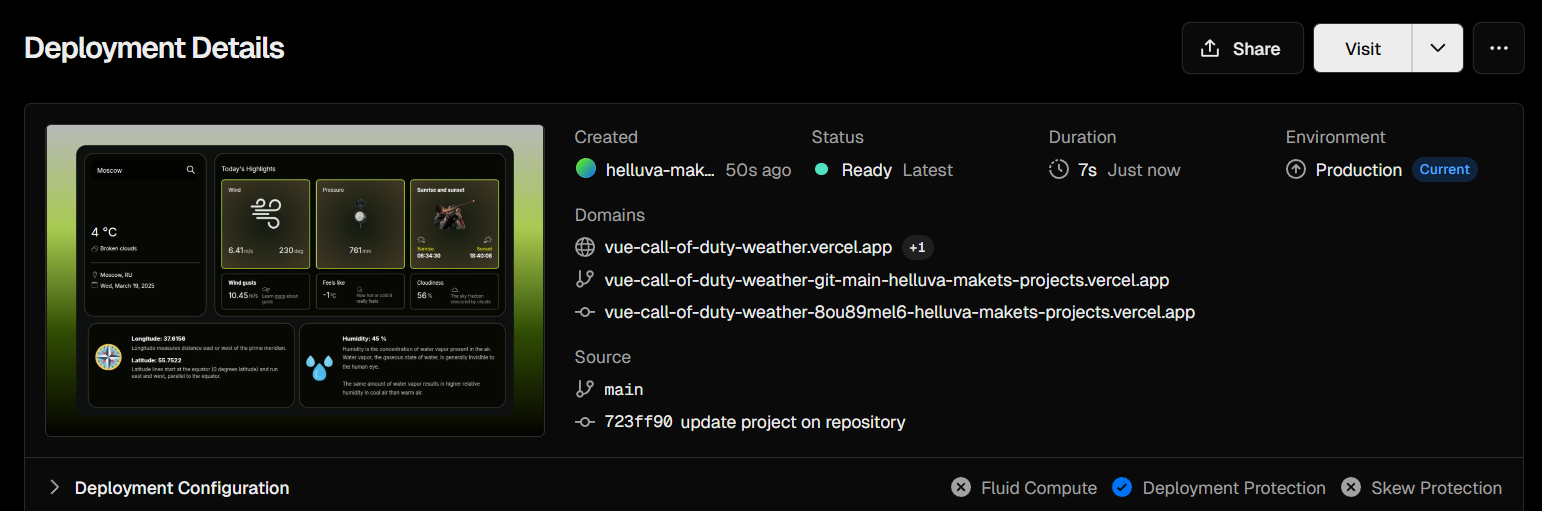 Deployment Details
Share
Visit
Moscow
4 °C
Broken clouds
Moscow, RU
Wed, March 19, 2025
Today's Highlights
Wind
6.41 m/s 230 deg
Pressure
761 mm
Sunrise and sunset
Sunrise Sunset
06:34:30 18:40:08
Wind gusts
10.45 m/s
Learn more about
gusts
Feels like
-1 °C
How hot or cold it
really feels
Cloudiness
56 %
The sky fraction
obscured by clouds
Longitude: 37.6156
Longitude measures distance east or west of the prime meridian.
Latitude: 55.7522
Latitude lines start at the equator (0 degrees latitude) and run
east and west, parallel to the equator.
Humidity: 45 %
Humidity is the concentration of water vapor present in the air.
Water vapor, the gaseous state of water, is generally invisible to
the human eye.
The same amount of water vapor results in higher relative
humidity in cool air than warm air.
Created
helluva-mak... 50s ago
Status
Ready Latest
Duration
7s Just now
Environment
Production Current
Domains
vue-call-of-duty-weather.vercel.app +1
vue-call-of-duty-weather-git-main-helluva-makets-projects.vercel.app
vue-call-of-duty-weather-8ou89mel6-helluva-makets-projects.vercel.app
Source
main
723ff90 update project on repository
Deployment Configuration
Fluid Compute
Deployment Protection
Skew Protection